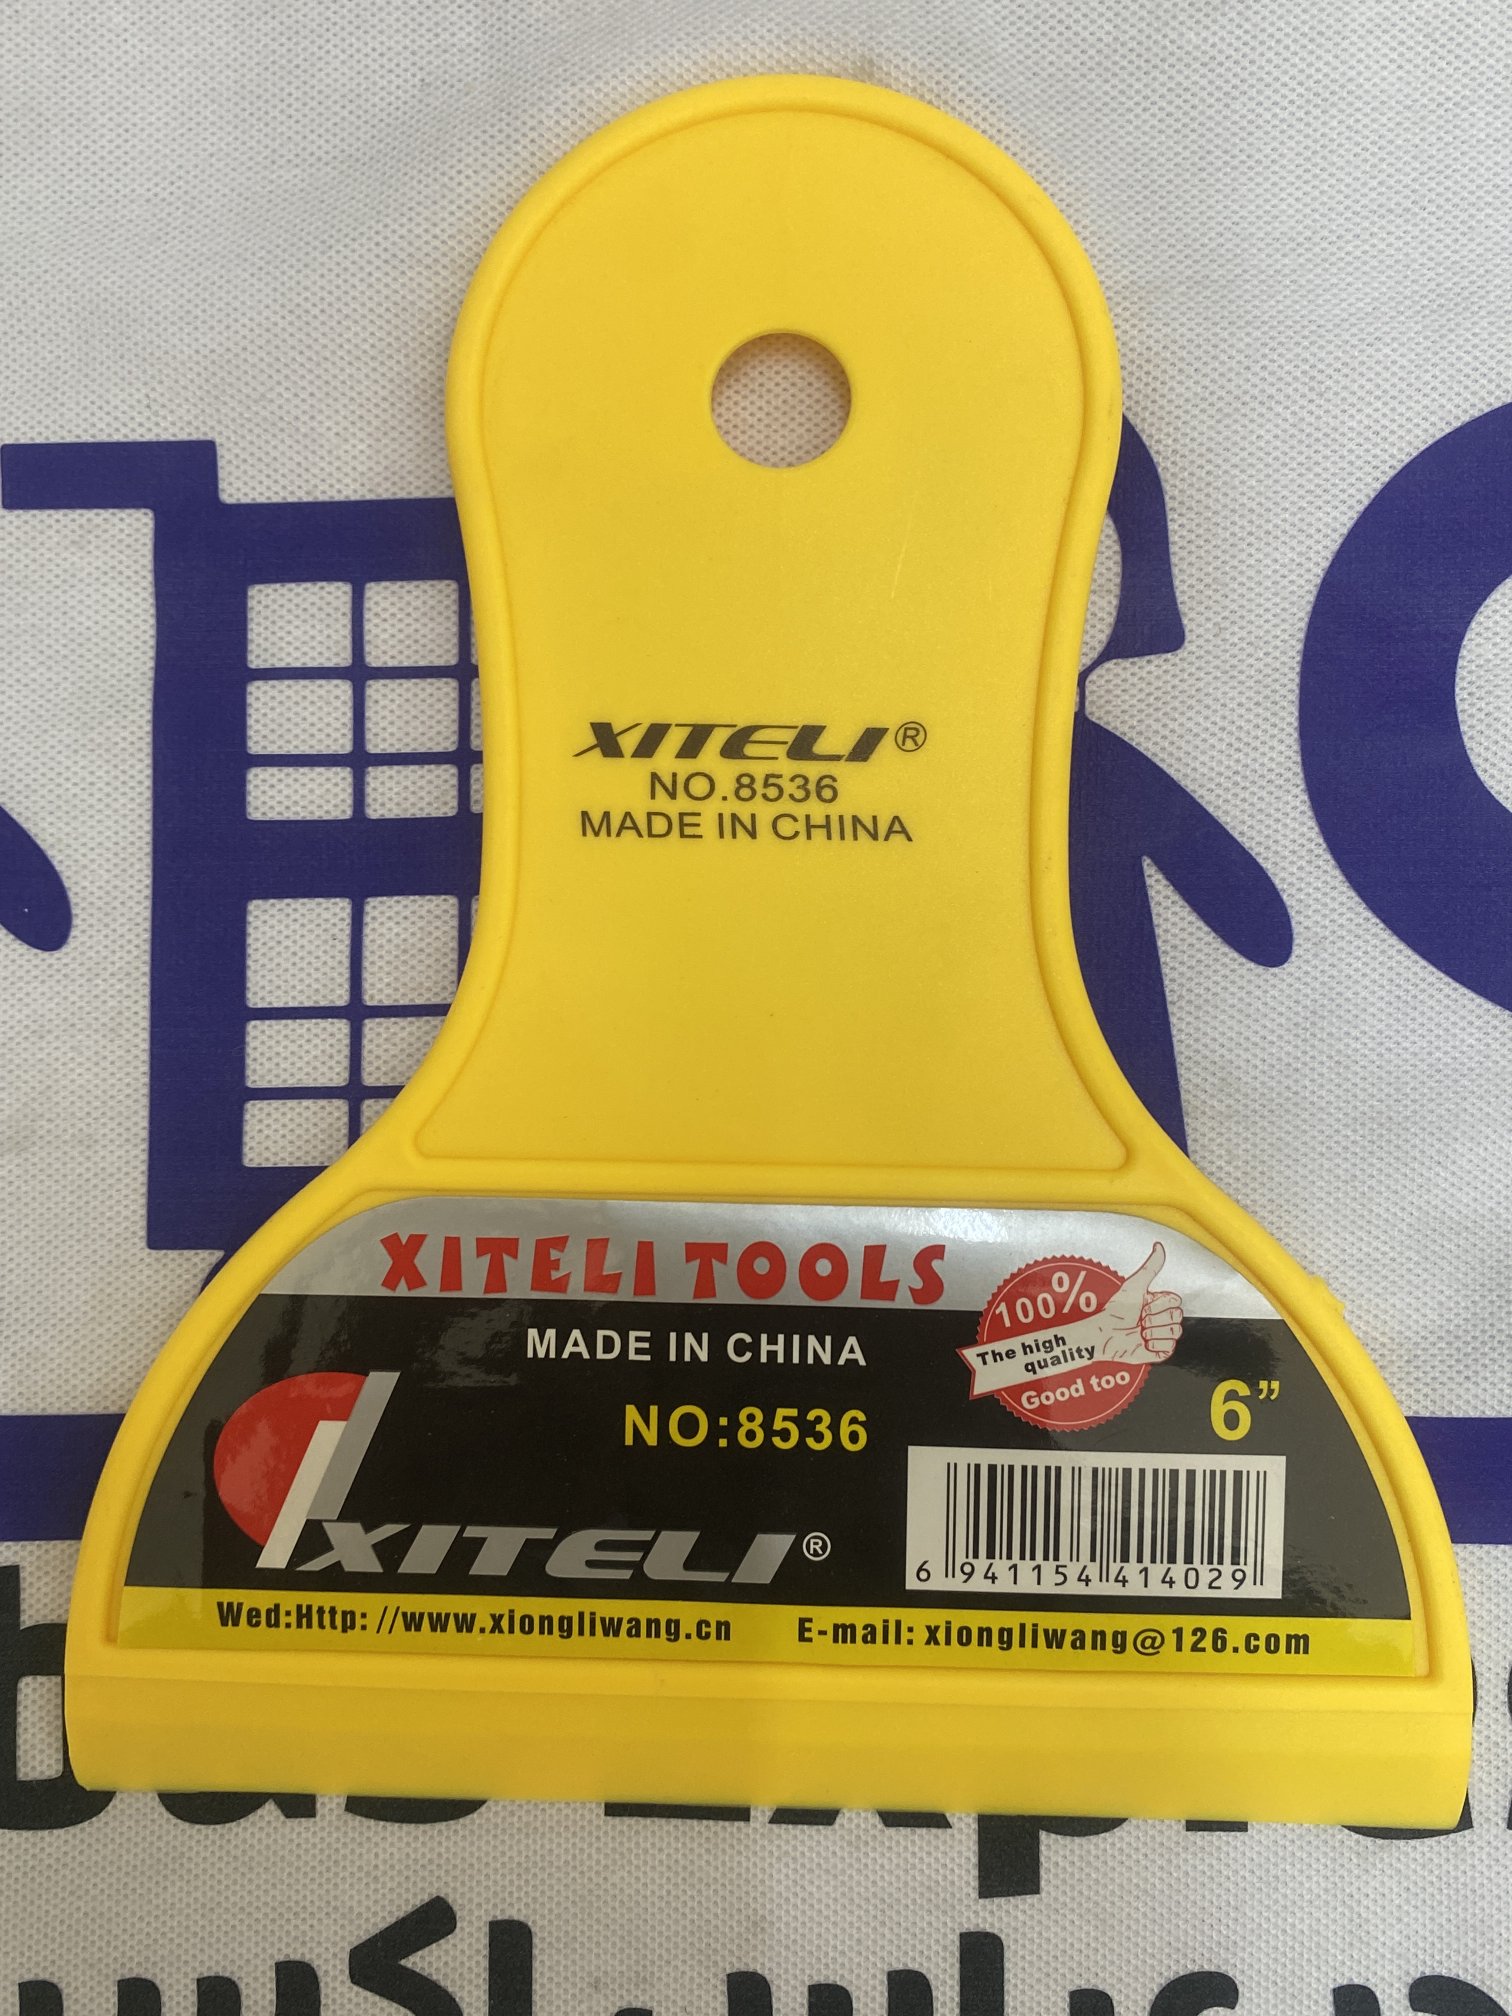 XITELI®
NO.8536
MADE IN CHINA
XITELI TOOLS
MADE IN CHINA
100%
The high
quality
Good too
NO:8536
6”
XITELI®
6 941154 414029
Wed:Http://www.xiongliwang.cn E-mail:xiongliwang@126.com